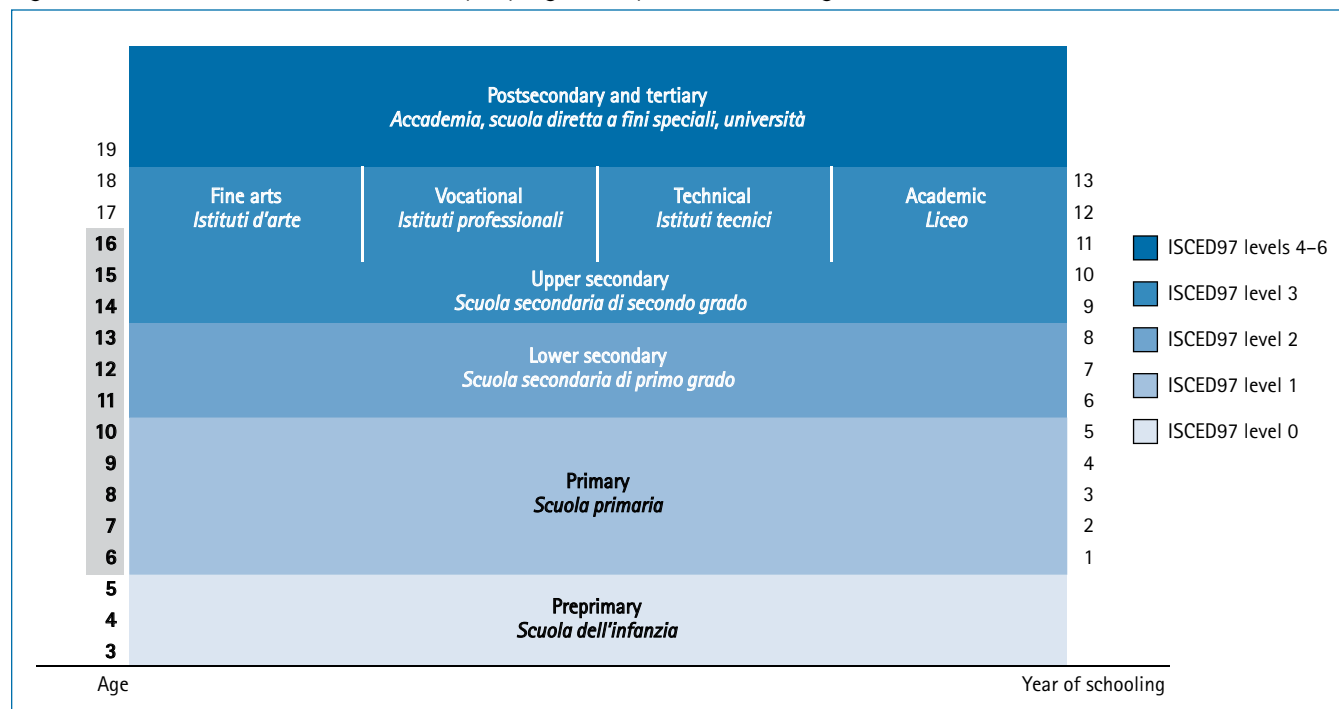 Postsecondary and tertiary
Accademia, scuola diretta a fini speciali, università
19
18
17
16
15
14
13
12
11
10
9
8
7
6
5
4
3
Fine arts
Istituti d'arte
Vocational
Istituti professionali
Technical
Istituti tecnici
Academic
Liceo
Upper secondary
Scuola secondaria di secondo grado
Lower secondary
Scuola secondaria di primo grado
Primary
Scuola primaria
Preprimary
Scuola dell'infanzia
13
12
11
10
9
8
7
6
5
4
3
2
1
ISCED97 levels 4–6
ISCED97 level 3
ISCED97 level 2
ISCED97 level 1
ISCED97 level 0
Age
Year of schooling